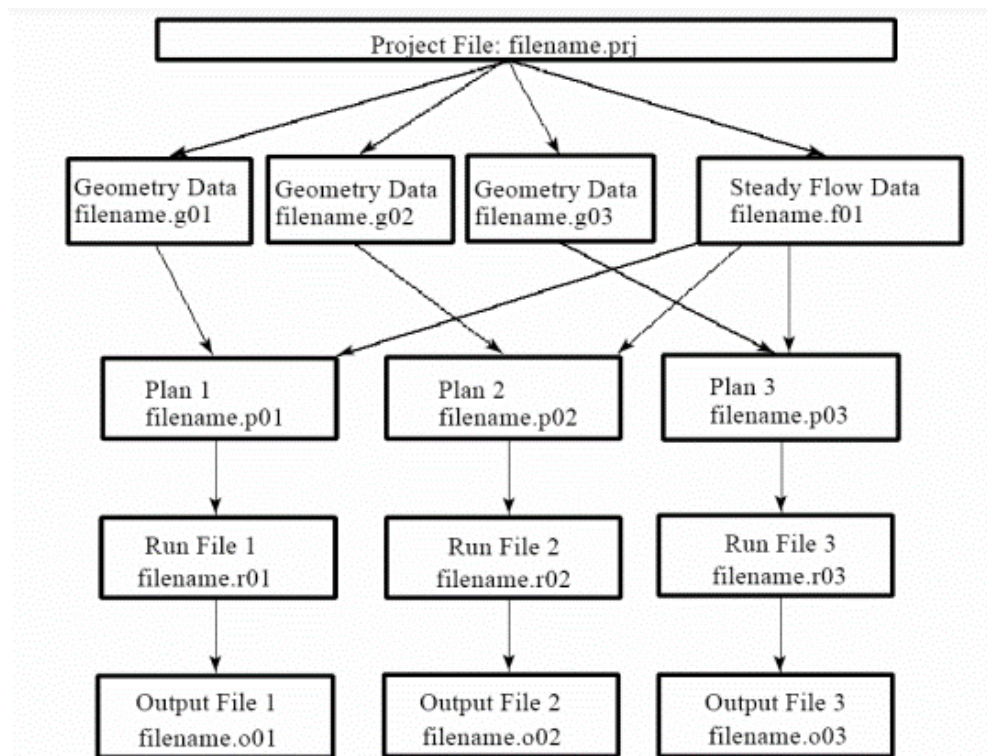 Project File: filename.prj
Geometry Data
filename.g01
Geometry Data
filename.g02
Geometry Data
filename.g03
Steady Flow Data
filename.f01
Plan 1
filename.p01
Plan 2
filename.p02
Plan 3
filename.p03
Run File 1
filename.r01
Run File 2
filename.r02
Run File 3
filename.r03
Output File 1
filename.o01
Output File 2
filename.o02
Output File 3
filename.o03